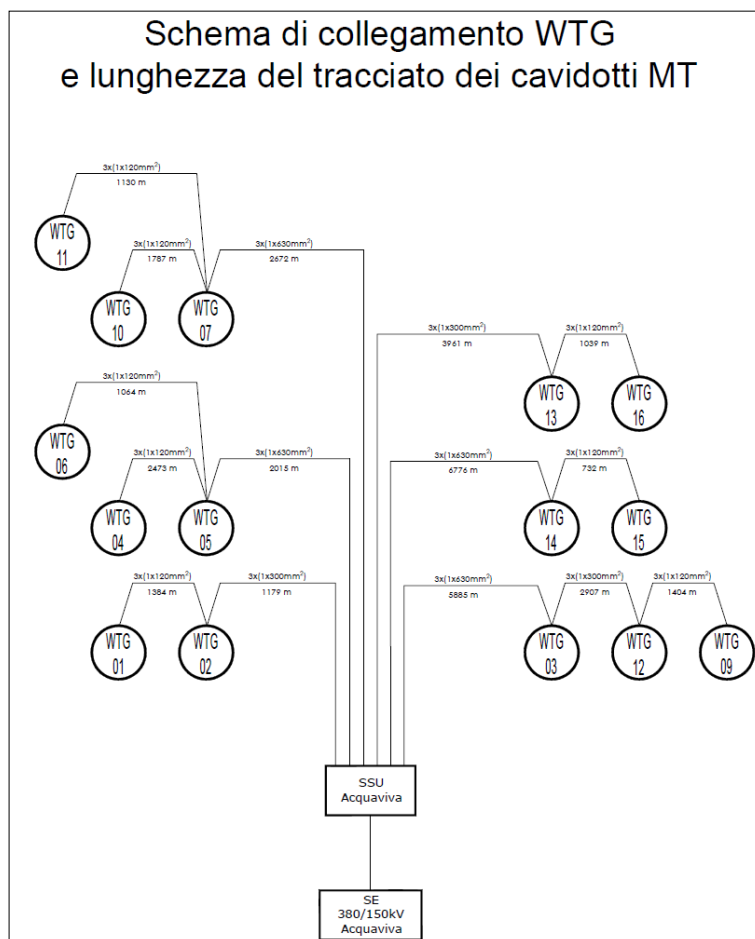 Schema di collegamento WTG
e lunghezza del tracciato dei cavidotti MT
3x(1x120mm²)
1130 m
WTG
11
3x(1x120mm²)
1787 m
3x(1x630mm²)
2672 m
WTG
10
WTG
07
3x(1x300mm²)
3961 m
3x(1x120mm²)
1039 m
WTG
13
WTG
16
3x(1x120mm²)
1064 m
WTG
06
3x(1x120mm²)
2473 m
3x(1x630mm²)
2015 m
WTG
04
WTG
05
3x(1x630mm²)
6776 m
3x(1x120mm²)
732 m
WTG
14
WTG
15
3x(1x120mm²)
1384 m
3x(1x300mm²)
1179 m
WTG
01
WTG
02
3x(1x630mm²)
5885 m
3x(1x300mm²)
2907 m
3x(1x120mm²)
1404 m
WTG
03
WTG
12
WTG
09
SSU
Acquaviva
SE
380/150kV
Acquaviva